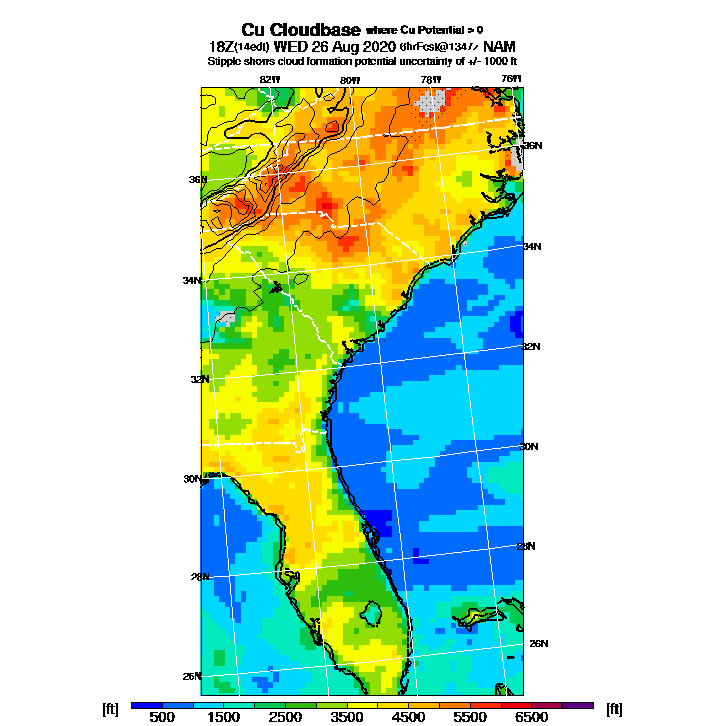 Cu Cloudbase where Cu Potential > 0
18Z(14edt) WED 26 Aug 2020 6hrFcst@1347z NAM
Stipple shows cloud formation potential uncertainty of +/- 1000 ft
82W 80W 78W 76W
36N
36N
34N
34N
32N
32N
30N
30N
28N
28N
26N
26N
[ft] 500 1500 2500 3500 4500 5500 6500 [ft]